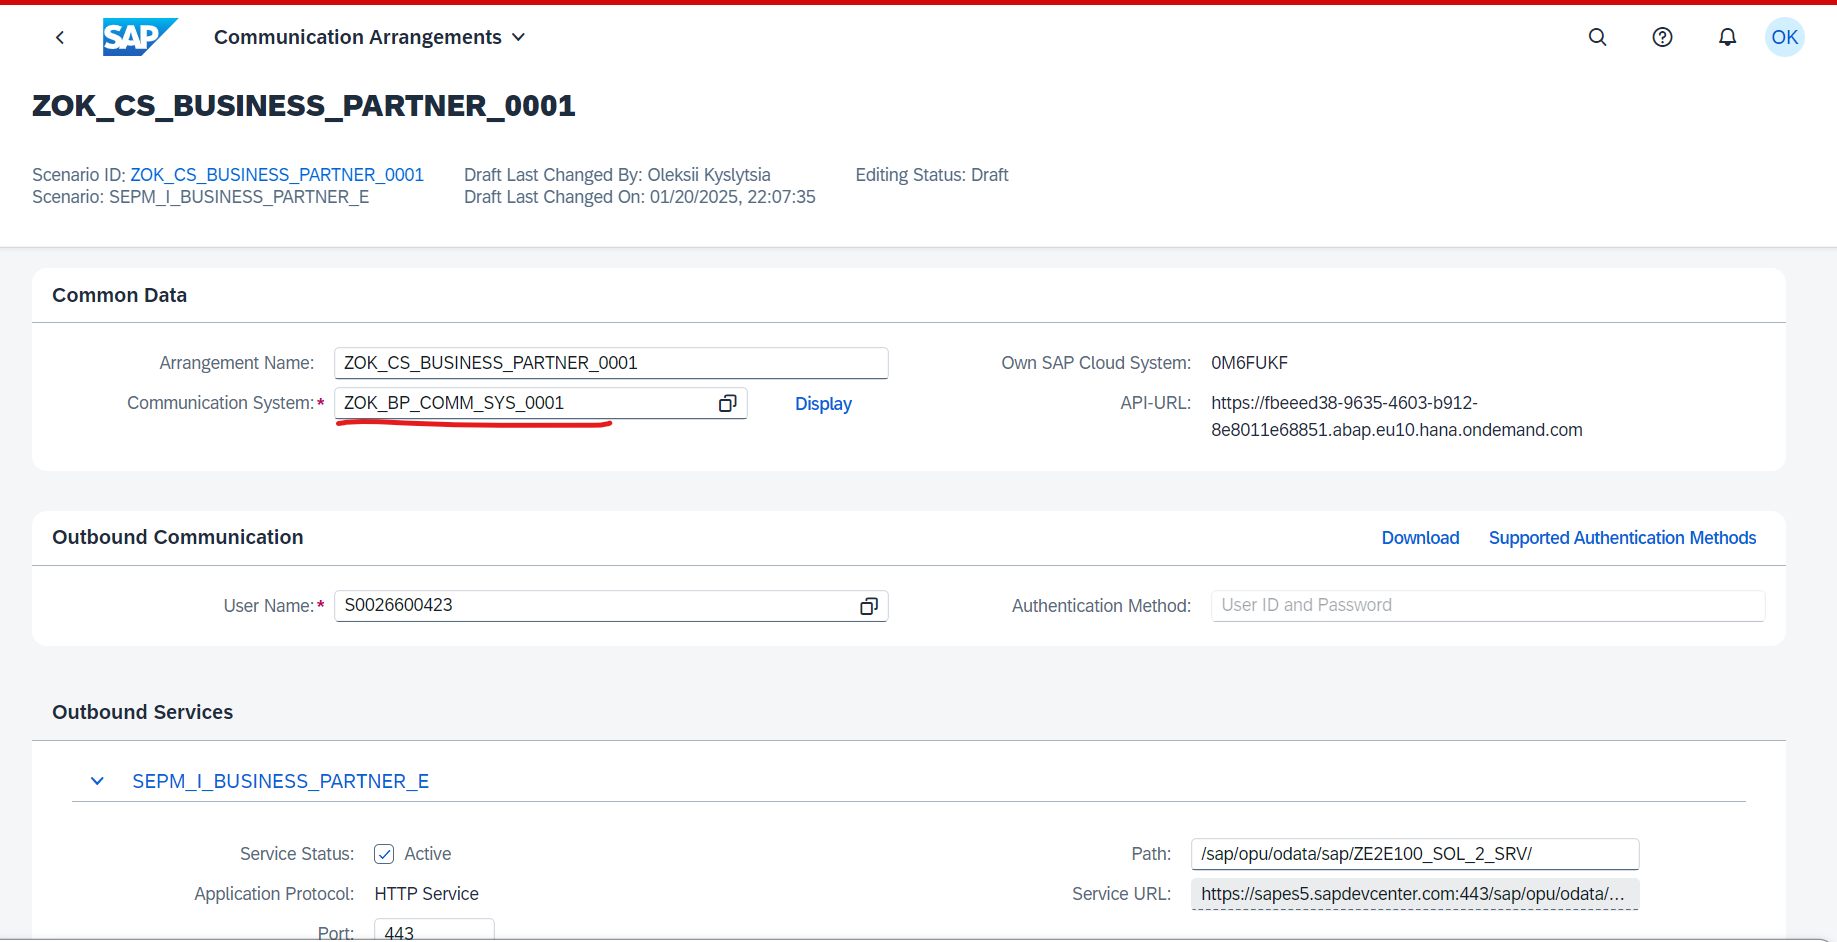 SAP
Communication Arrangements
OK
ZOK_CS_BUSINESS_PARTNER_0001
Scenario ID: ZOK_CS_BUSINESS_PARTNER_0001
Scenario: SEPM_I_BUSINESS_PARTNER_E
Draft Last Changed By: Oleksii Kyslytsia
Draft Last Changed On: 01/20/2025, 22:07:35
Editing Status: Draft
Common Data
Arrangement Name: ZOK_CS_BUSINESS_PARTNER_0001
Communication System:* ZOK_BP_COMM_SYS_0001 Display
Own SAP Cloud System: 0M6FUKF
API-URL: https://fbeeed38-9635-4603-b912-
8e8011e68851.abap.eu10.hana.ondemand.com
Outbound Communication
Download Supported Authentication Methods
User Name:* S0026600423
Authentication Method: User ID and Password
Outbound Services
SEPM_I_BUSINESS_PARTNER_E
Service Status: Active
Application Protocol: HTTP Service
Port: 443
Path: /sap/opu/odata/sap/ZE2E100_SOL_2_SRV/
Service URL: https://sapes5.sapdevcenter.com:443/sap/opu/odata/...